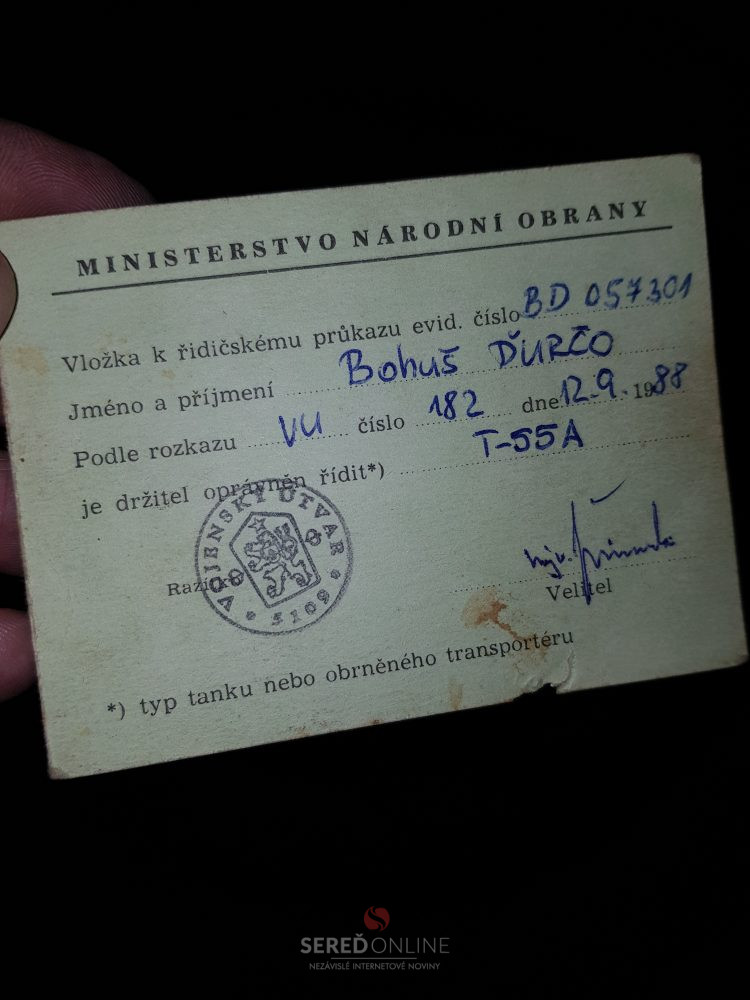 MINISTERSTVO NÁRODNÍ OBRANY
Vložka k řidičskému průkazu evid. číslo BD 057301
Jméno a příjmení Bohuš ĎURČO
Podle rozkazu VU číslo 182 dne 12.9. 1988
je držitel oprávněn řídit*) T-55A
VOJENSKÝ ÚTVAR
5109
Razítko
Velitel
*) typ tanku nebo obrněného transportéru
SEREĎONLINE
NEZÁVISLÉ INTERNETOVÉ NOVINY